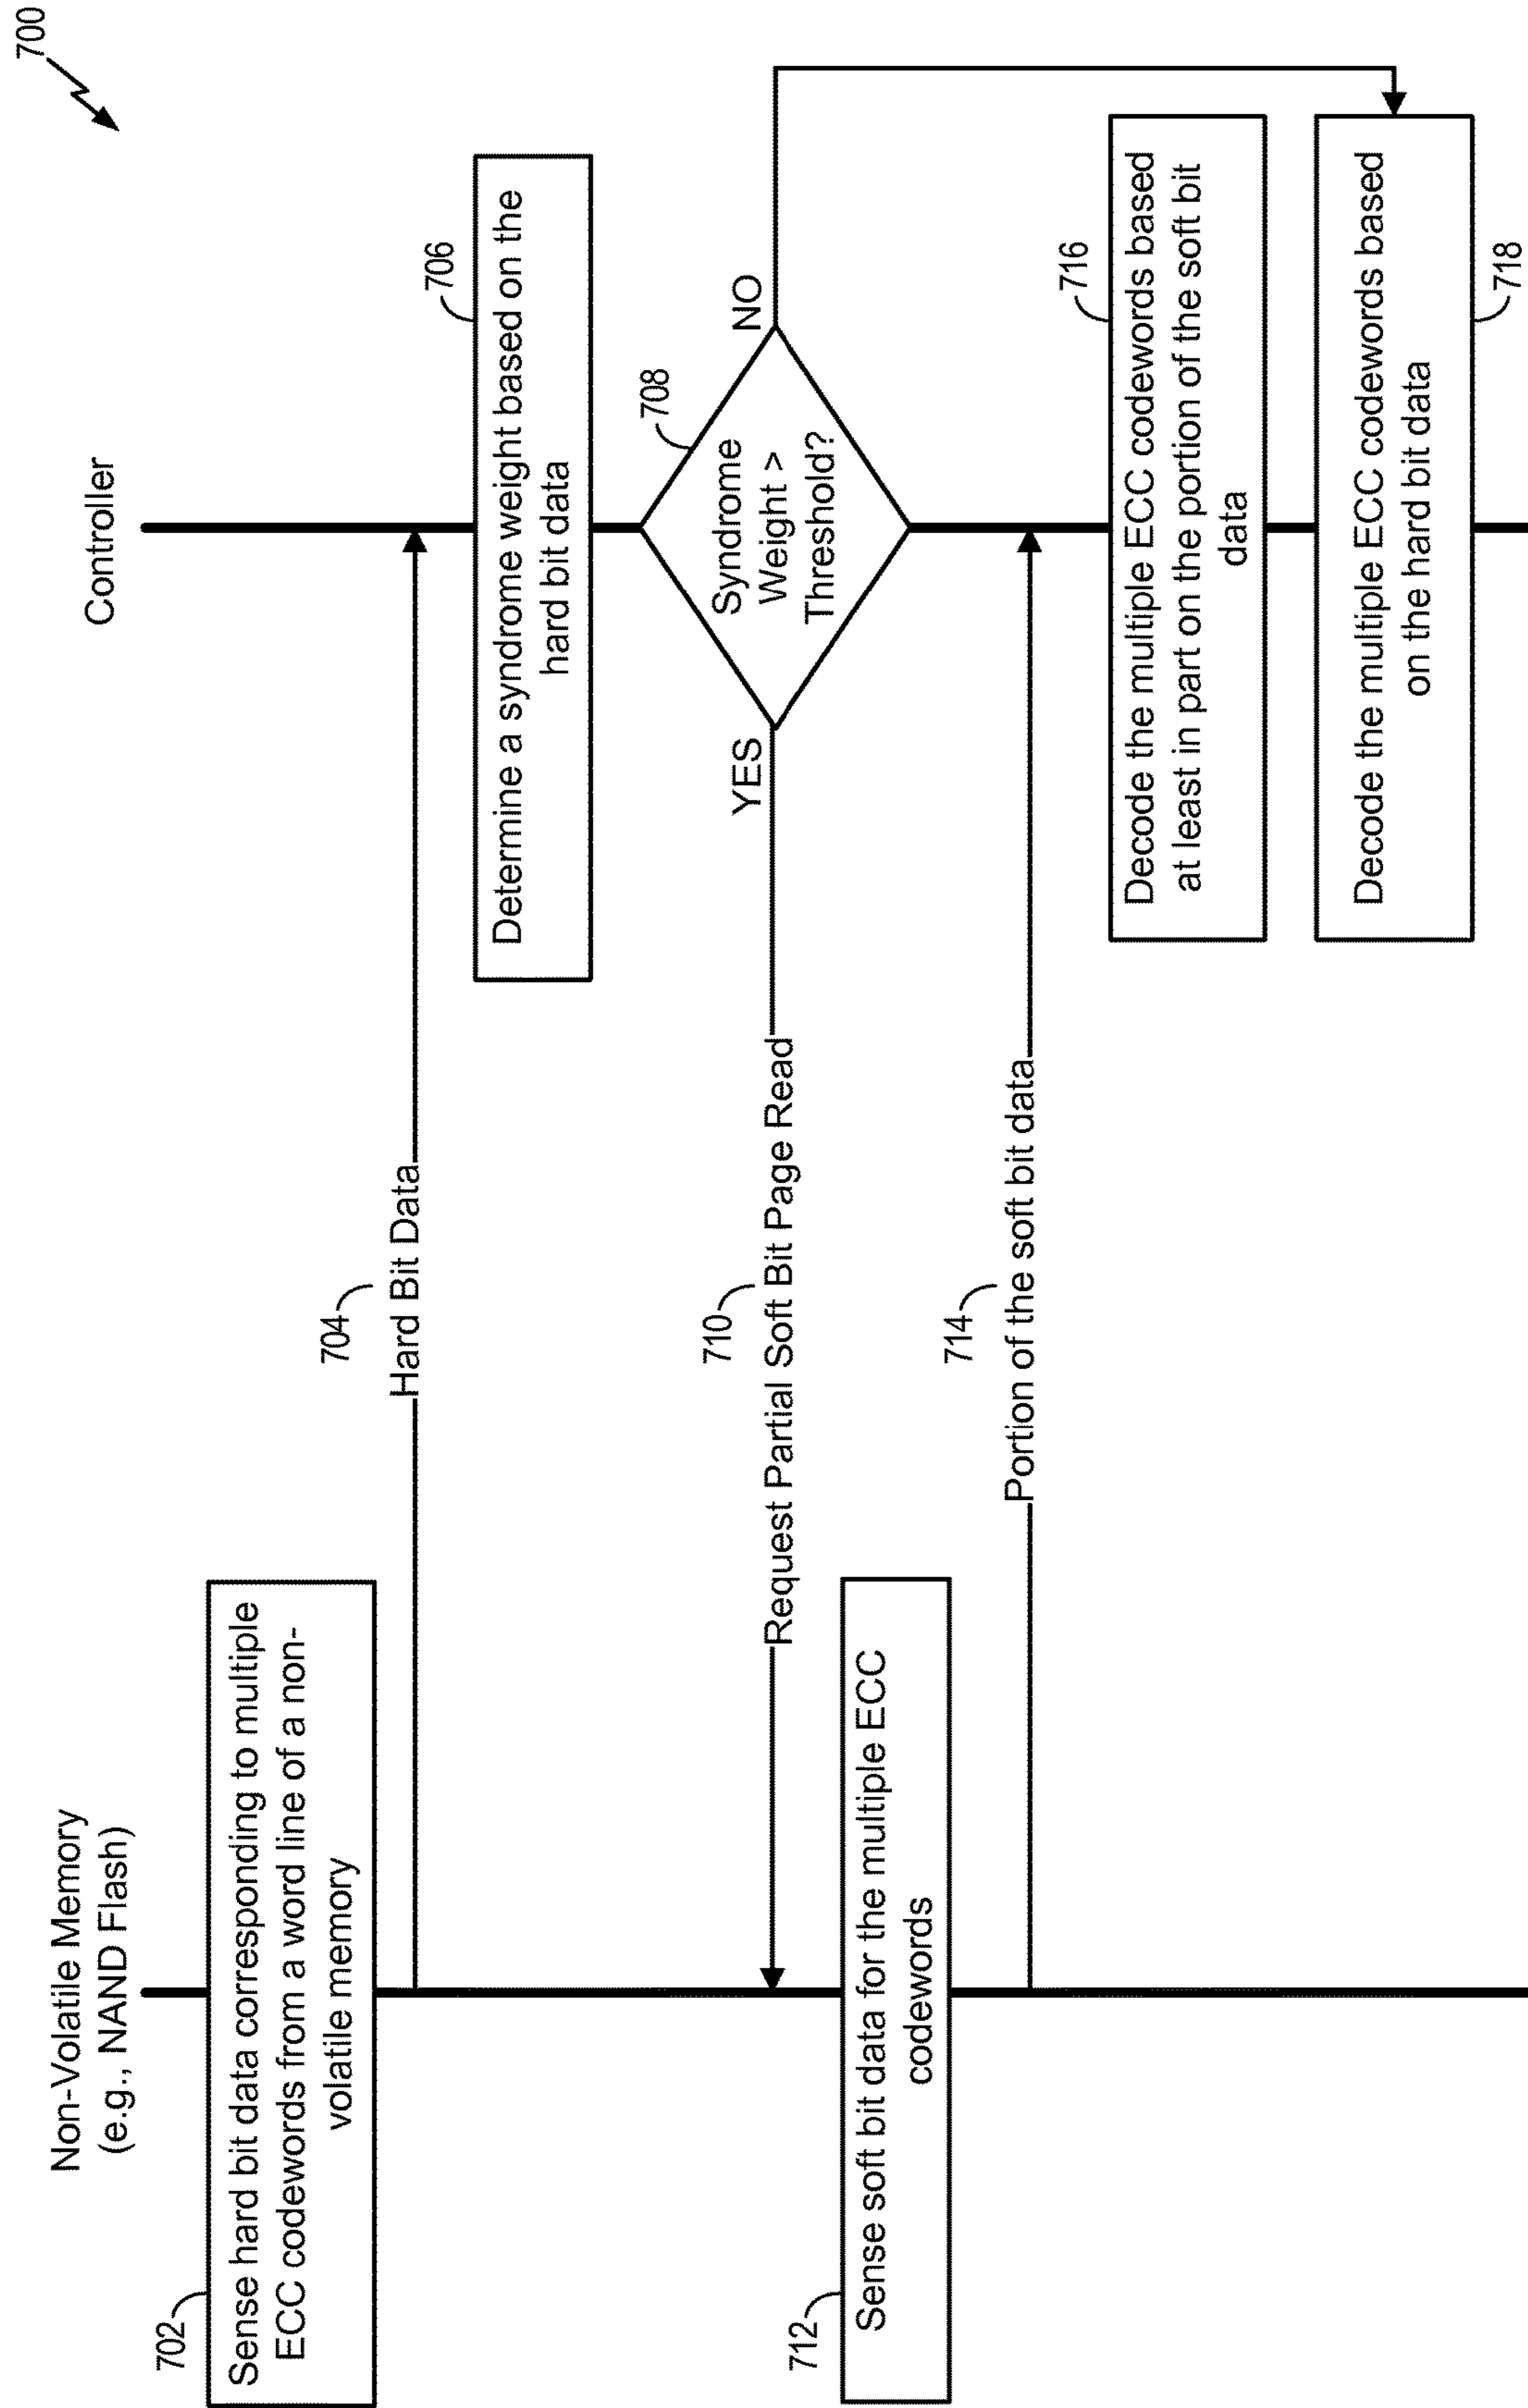 700
Non-Volatile Memory
(e.g., NAND Flash)
Controller
702
Sense hard bit data corresponding to multiple
ECC codewords from a word line of a non-
volatile memory
704
Hard Bit Data
706
Determine a syndrome weight based on the
hard bit data
708
Syndrome
Weight >
Threshold?
YES
NO
710
Request Partial Soft Bit Page Read
712
Sense soft bit data for the multiple ECC
codewords
714
Portion of the soft bit data
716
Decode the multiple ECC codewords based
at least in part on the portion of the soft bit
data
Decode the multiple ECC codewords based
on the hard bit data
718